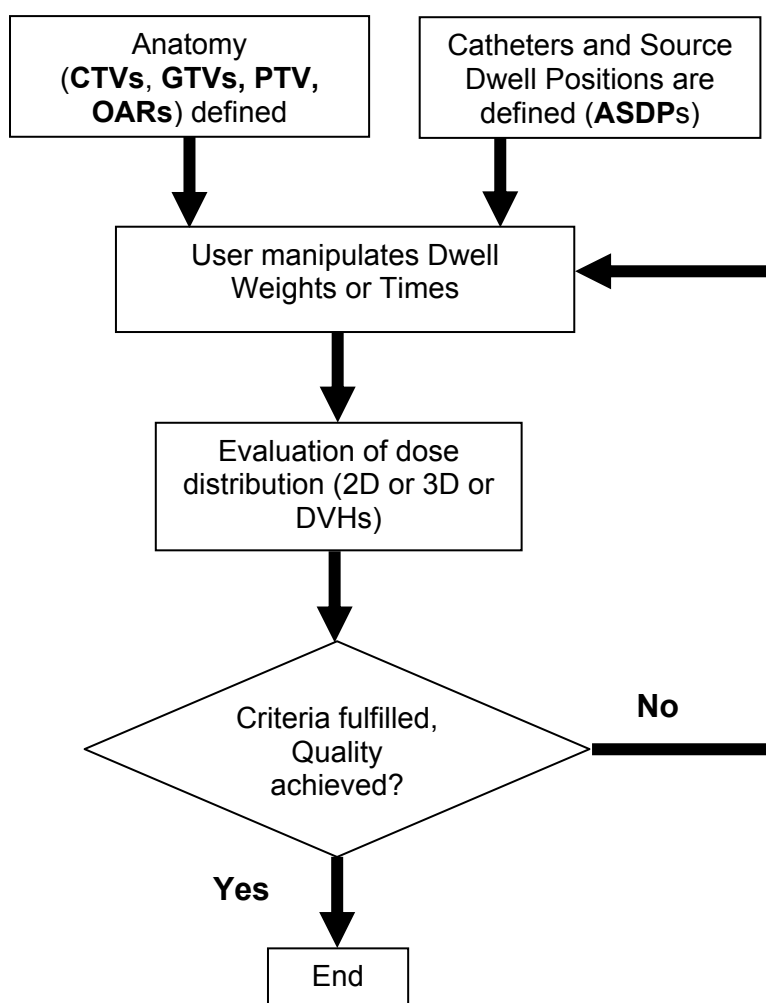 Anatomy
(CTVs, GTVs, PTV,
OARs) defined
Catheters and Source
Dwell Positions are
defined (ASDPs)
User manipulates Dwell
Weights or Times
Evaluation of dose
distribution (2D or 3D or
DVHs)
Criteria fulfilled,
Quality
achieved?
No
Yes
End